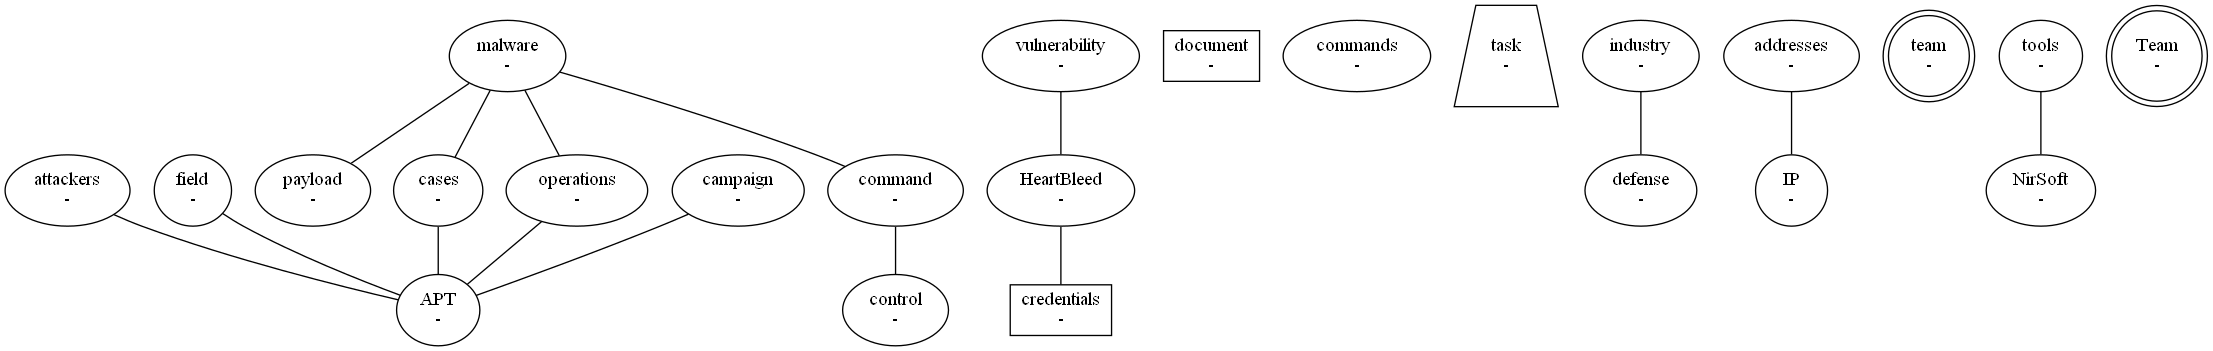 malware
-
vulnerability
-
document
-
commands
-
task
-
industry
-
addresses
-
team
-
tools
-
Team
-
attackers
-
field
-
payload
-
cases
-
operations
-
campaign
-
command
-
HeartBleed
-
defense
-
IP
-
NirSoft
-
APT
-
control
-
credentials
-